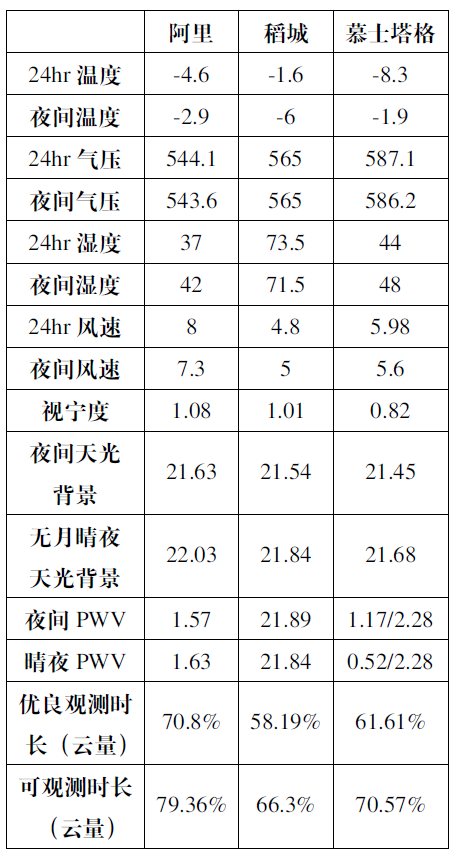 阿里 稻城 慕士塔格
24hr 温度 -4.6 -1.6 -8.3
夜间温度 -2.9 -6 -1.9
24hr 气压 544.1 565 587.1
夜间气压 543.6 565 586.2
24hr 湿度 37 73.5 44
夜间湿度 42 71.5 48
24hr 风速 8 4.8 5.98
夜间风速 7.3 5 5.6
视宁度 1.08 1.01 0.82
夜间天光
背景 21.63 21.54 21.45
无月晴夜
天光背景 22.03 21.84 21.68
夜间 PWV 1.57 21.89 1.17/2.28
晴夜 PWV 1.63 21.84 0.52/2.28
优良观测时
长（云量） 70.8% 58.19% 61.61%
可观测时长
（云量） 79.36% 66.3% 70.57%